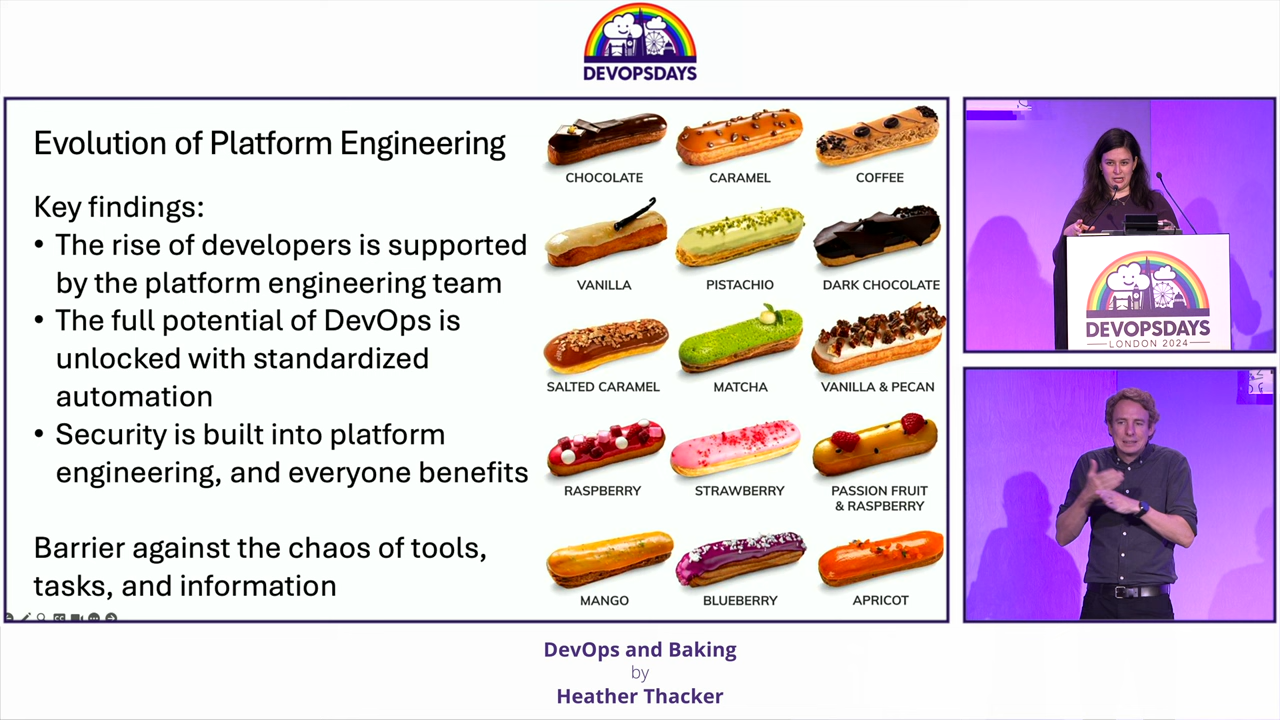 DEVOPSDAYS
Evolution of Platform Engineering
Key findings:
• The rise of developers is supported
by the platform engineering team
• The full potential of DevOps is
unlocked with standardized
automation
• Security is built into platform
engineering, and everyone benefits
Barrier against the chaos of tools,
tasks, and information
CHOCOLATE
CARAMEL
COFFEE
VANILLA
PISTACHIO
DARK CHOCOLATE
SALTED CARAMEL
MATCHA
VANILLA & PECAN
RASPBERRY
STRAWBERRY
PASSION FRUIT
& RASPBERRY
MANGO
BLUEBERRY
APRICOT
DEVOPSDAYS
LONDON 2024
DevOps and Baking
by
Heather Thacker